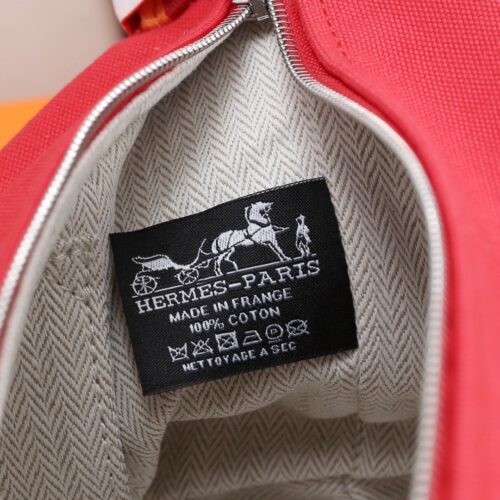 HERMES-PARIS
MADE IN FRANCE
100% COTON
NETTOYAGE A SEC